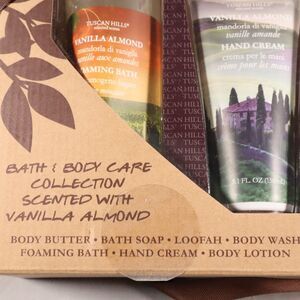 TUSCAN HILLS
VANILLA ALMOND
mandorla di vaniglia
vanille auce amandes
FOAMING BATH
TUSCAN HILLS
VANILLA ALMOND
mandorla di vaniglia
vanille amande
HAND CREAM
crema per le mani
crème pour les mains
BATH & BODY CARE
COLLECTION
SCENTED WITH
VANILLA ALMOND
BODY BUTTER • BATH SOAP • LOOFAH • BODY WASH
FOAMING BATH • HAND CREAM • BODY LOTION